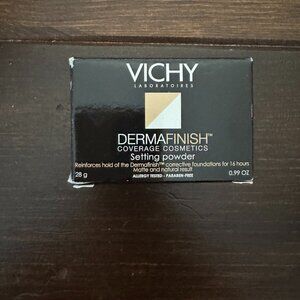 VICHY
LABORATOIRES
DERMAFINISH™
COVERAGE COSMETICS
Setting powder
Reinforces hold of the Dermafinish™ corrective foundations for 16 hours
Matte and natural result
ALLERGY TESTED - PARABEN-FREE
28 g
0.99 OZ